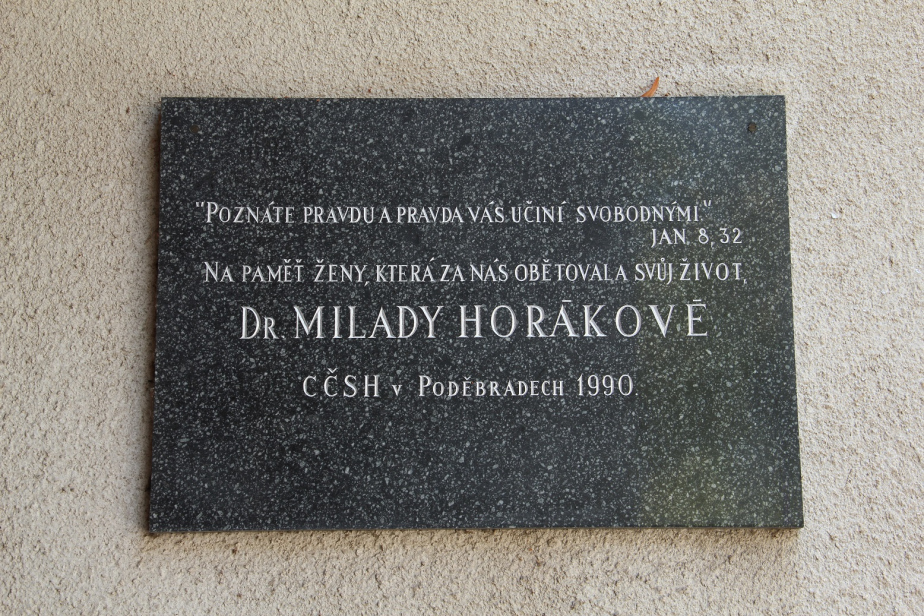 "Poznáte pravdu a pravda vás učiní svobodnými."
Jan. 8, 32
Na paměť ženy, která za nás obětovala svůj život,
Dr. Milady Horākovē
CČSH v Poděbradech 1990.